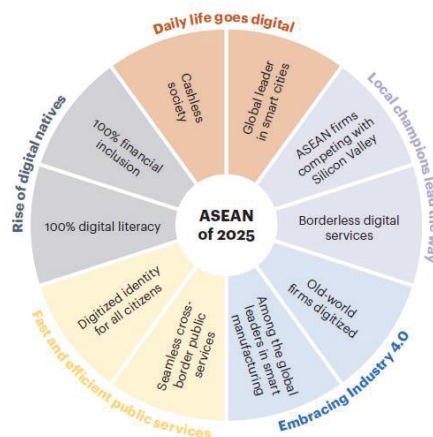 Daily life goes digital
Cashless
society
Global leader
in smart cities
Local champions lead the way
ASEAN firms
competing with
Silicon Valley
Borderless digital
services
Embracing Industry 4.0
Old-world
firms digitized
Among the global
leaders in smart
manufacturing
Fast and efficient public services
Seamless cross-
border public
services
Digitized identity
for all citizens
Rise of digital natives
100% digital literacy
100% financial
inclusion
ASEAN
of 2025